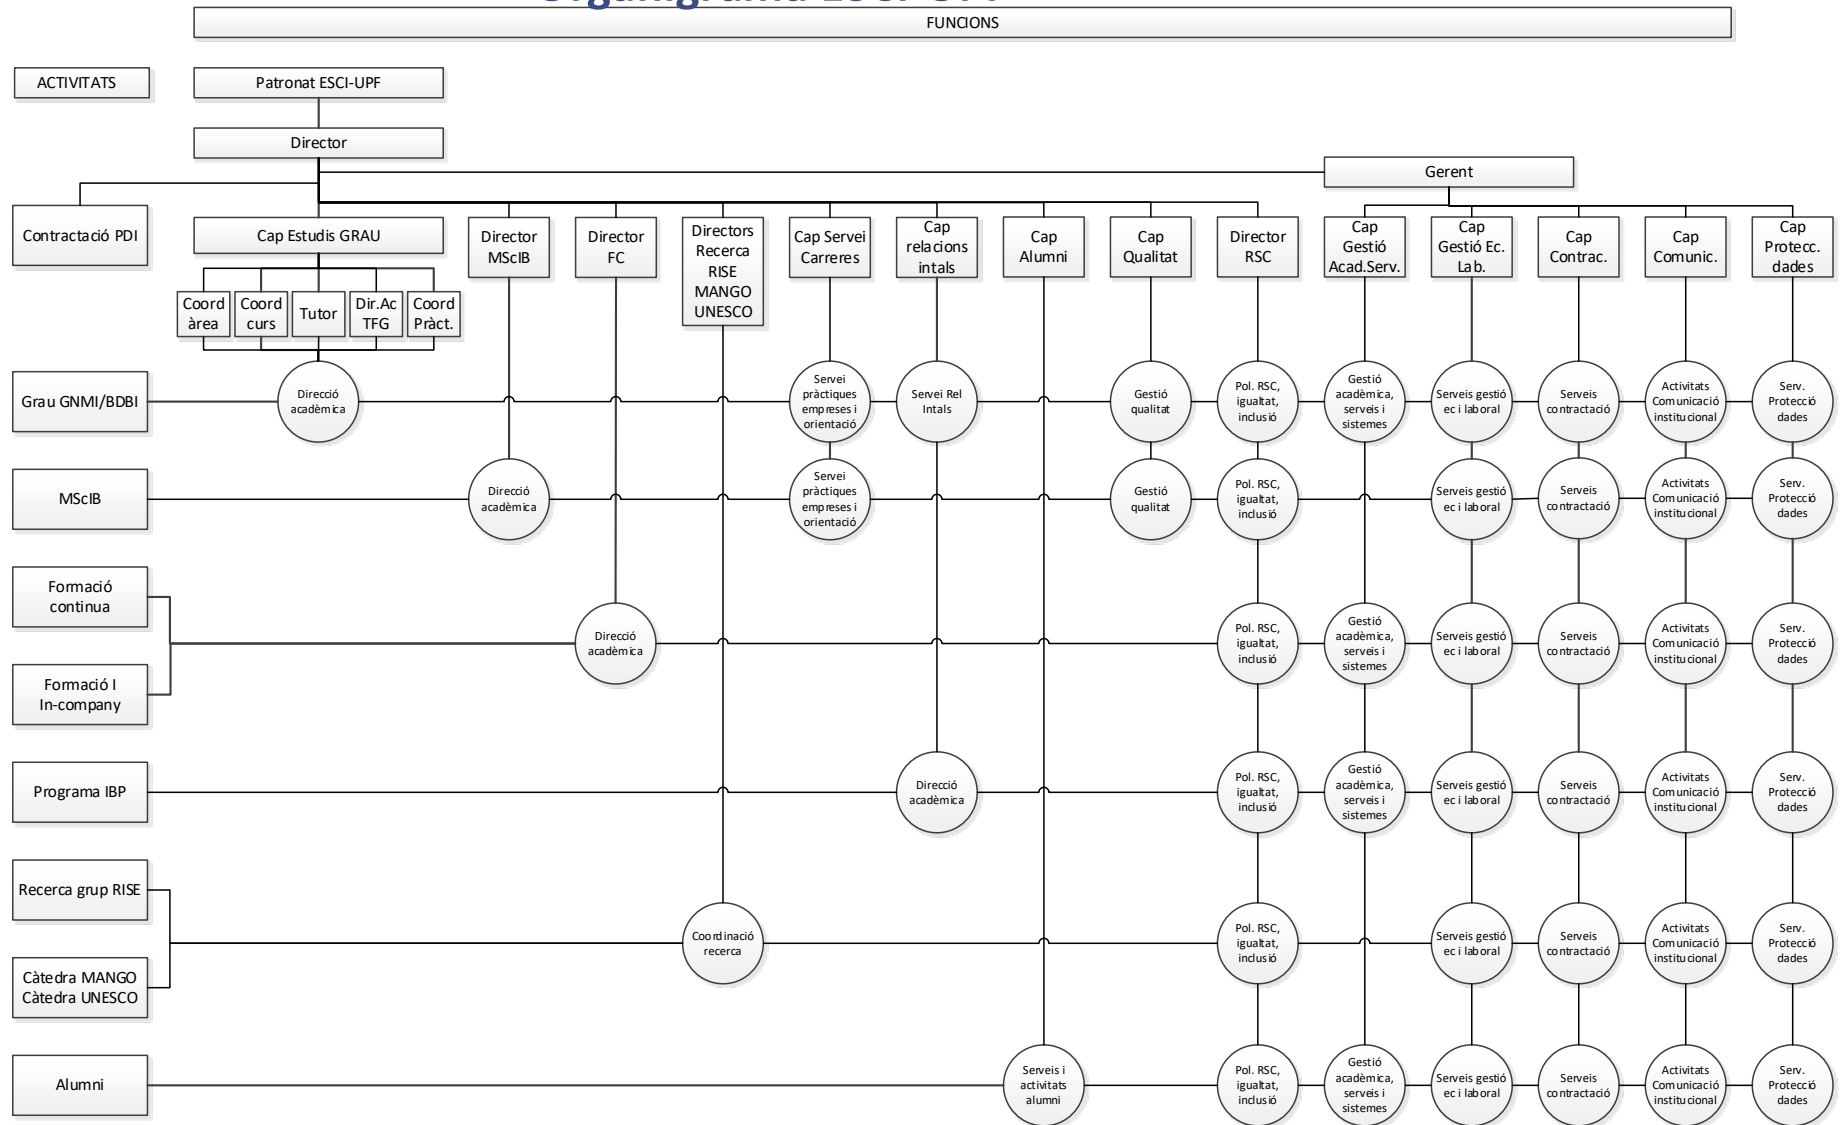 Organigrama ESCI-UPF
FUNCIONS
ACTIVITATS
Patronat ESCI-UPF
Director
Gerent
Contractació PDI
Cap Estudis GRAU
Director
MScIB
Director
FC
Directors
Recerca
RISE
MANGO
UNESCO
Cap Servei
Carreres
Cap
relacions
intals
Cap
Alumni
Cap
Qualitat
Director
RSC
Cap
Gestió
Acad.Serv.
Cap
Gestió Ec.
Lab.
Cap
Contrac.
Cap
Comunic.
Cap
Protecc.
dades
Coord
àrea
Coord
curs
Tutor
Dir.Ac
TFG
Coord
Pràct.
Grau GNMI/BDBI
Direcció
acadèmica
Servei
pràctiques
empreses i
orientació
Servei Rel
Intals
Gestió
qualitat
Pol. RSC,
igualtat,
inclusió
Gestió
acadèmica,
serveis i
sistemes
Serveis gestió
ec i laboral
Serveis
contractació
Activitats
Comunicació
institucional
Serv.
Protecció
dades
MScIB
Direcció
acadèmica
Servei
pràctiques
empreses i
orientació
Gestió
qualitat
Pol. RSC,
igualtat,
inclusió
Serveis gestió
ec i laboral
Serveis
contractació
Activitats
Comunicació
institucional
Serv.
Protecció
dades
Formació
continua
Formació I
In-company
Direcció
acadèmica
Pol. RSC,
igualtat,
inclusió
Gestió
acadèmica,
serveis i
sistemes
Serveis gestió
ec i laboral
Serveis
contractació
Activitats
Comunicació
institucional
Serv.
Protecció
dades
Programa IBP
Direcció
acadèmica
Pol. RSC,
igualtat,
inclusió
Gestió
acadèmica,
serveis i
sistemes
Serveis gestió
ec i laboral
Serveis
contractació
Activitats
Comunicació
institucional
Serv.
Protecció
dades
Recerca grup RISE
Càtedra MANGO
Càtedra UNESCO
Coordinació
recerca
Pol. RSC,
igualtat,
inclusió
Serveis gestió
ec i laboral
Serveis
contractació
Activitats
Comunicació
institucional
Serv.
Protecció
dades
Alumni
Serveis i
activitats
alumni
Pol. RSC,
igualtat,
inclusió
Gestió
acadèmica,
serveis i
sistemes
Serveis gestió
ec i laboral
Serveis
contractació
Activitats
Comunicació
institucional
Serv.
Protecció
dades